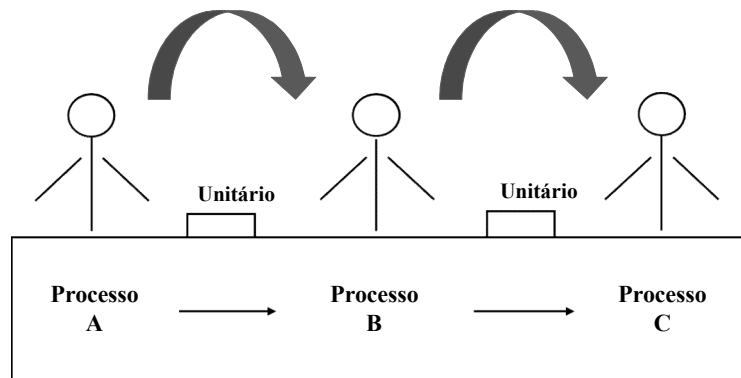 Unitário
Unitário
Processo
A
Processo
B
Processo
C